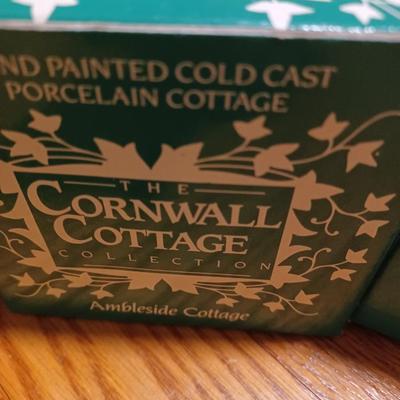 ND PAINTED COLD CAST
PORCELAIN COTTAGE
THE
CORNWALL
COTTAGE
COLLECTION
Ambleside Cottage